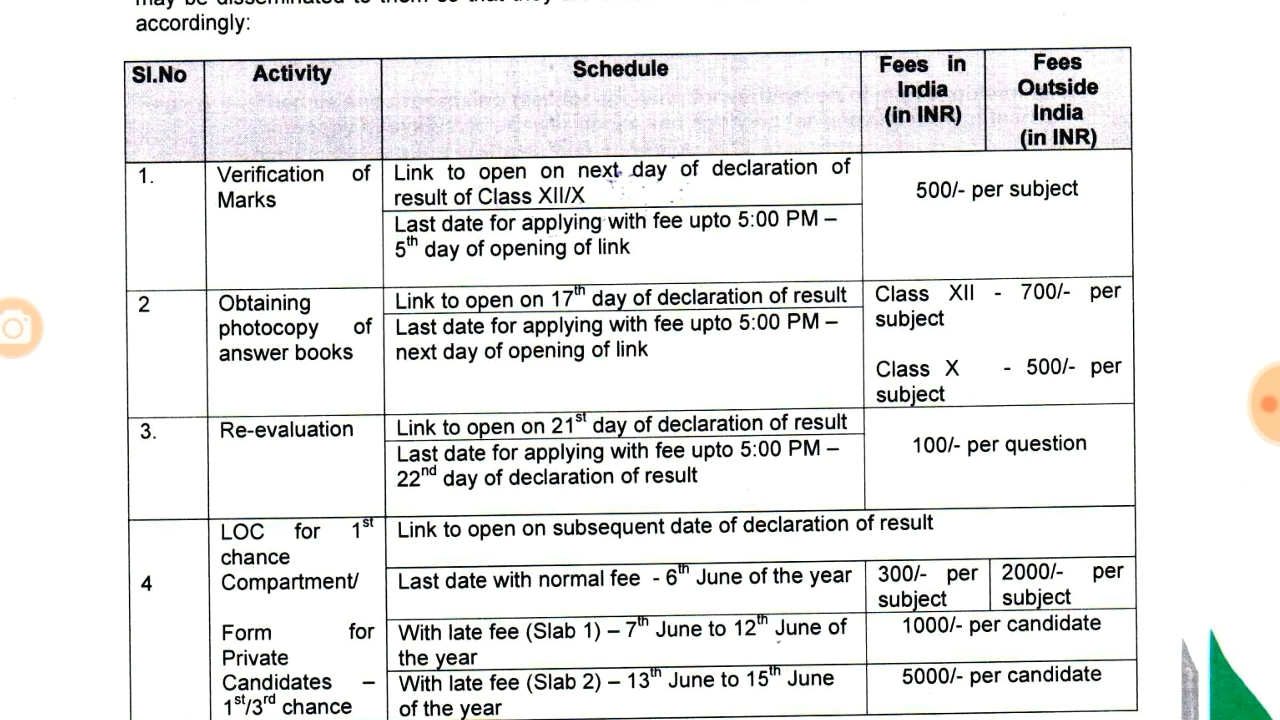 accordingly:
Sl.No Activity Schedule Fees in India (in INR) Fees Outside India (in INR)
1. Verification of Marks
Link to open on next day of declaration of
result of Class XII/X
Last date for applying with fee upto 5:00 PM –
5th day of opening of link
500/- per subject
2 Obtaining photocopy of answer books
Link to open on 17th day of declaration of result
Last date for applying with fee upto 5:00 PM –
next day of opening of link
Class XII - 700/- per
subject
Class X - 500/- per
subject
3. Re-evaluation
Link to open on 21st day of declaration of result
Last date for applying with fee upto 5:00 PM –
22nd day of declaration of result
100/- per question
4
LOC for 1st
chance
Compartment/
Form for
Private
Candidates –
1st/3rd chance
Link to open on subsequent date of declaration of result
Last date with normal fee - 6th June of the year
300/- per
subject
2000/- per
subject
With late fee (Slab 1) – 7th June to 12th June of
the year
1000/- per candidate
With late fee (Slab 2) – 13th June to 15th June
of the year
5000/- per candidate